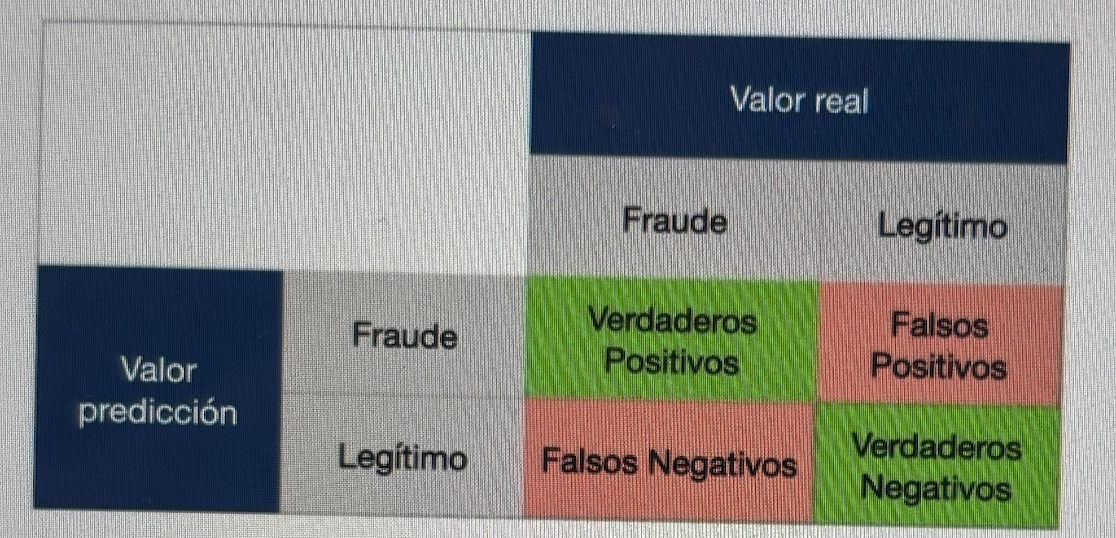 Valor real
Fraude
Legítimo
Valor
predicción
Fraude
Verdaderos
Positivos
Falsos
Positivos
Legítimo
Falsos Negativos
Verdaderos
Negativos